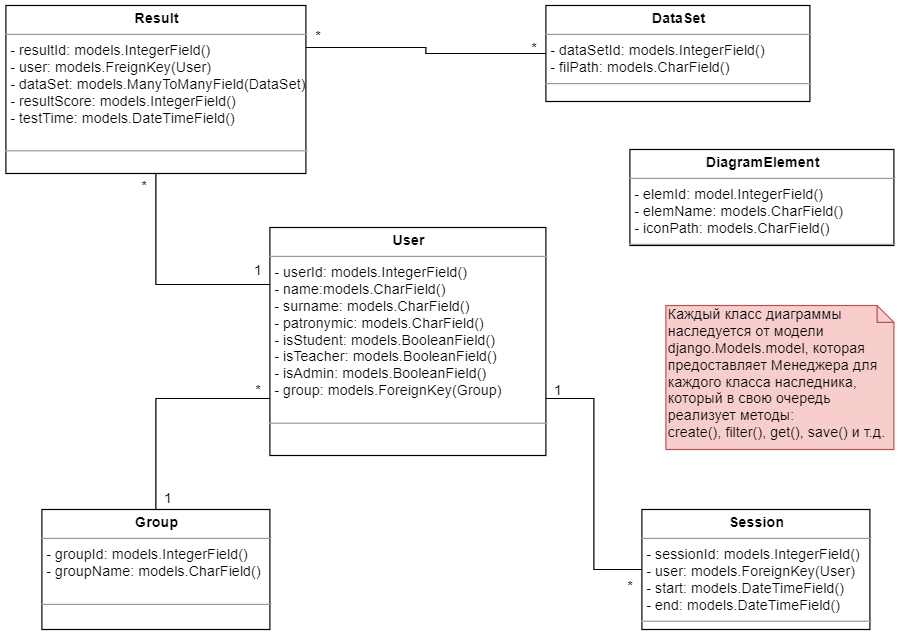 Result
- resultId: models.IntegerField()
- user: models.FreignKey(User)
- dataSet: models.ManyToManyField(DataSet)
- resultScore: models.IntegerField()
- testTime: models.DateTimeField()
*
*
DataSet
- dataSetId: models.IntegerField()
- filPath: models.CharField()
DiagramElement
- elemId: model.IntegerField()
- elemName: models.CharField()
- iconPath: models.CharField()
*
1
User
- userId: models.IntegerField()
- name:models.CharField()
- surname: models.CharField()
- patronymic: models.CharField()
- isStudent: models.BooleanField()
- isTeacher: models.BooleanField()
- isAdmin: models.BooleanField()
- group: models.ForeignKey(Group)
*
1
1
*
Каждый класс диаграммы
наследуется от модели
django.Models.model, которая
предоставляет Менеджера для
каждого класса наследника,
который в свою очередь
реализует методы:
create(), filter(), get(), save() и т.д.
Group
- groupId: models.IntegerField()
- groupName: models.CharField()
Session
- sessionId: models.IntegerField()
- user: models.ForeignKey(User)
- start: models.DateTimeField()
- end: models.DateTimeField()